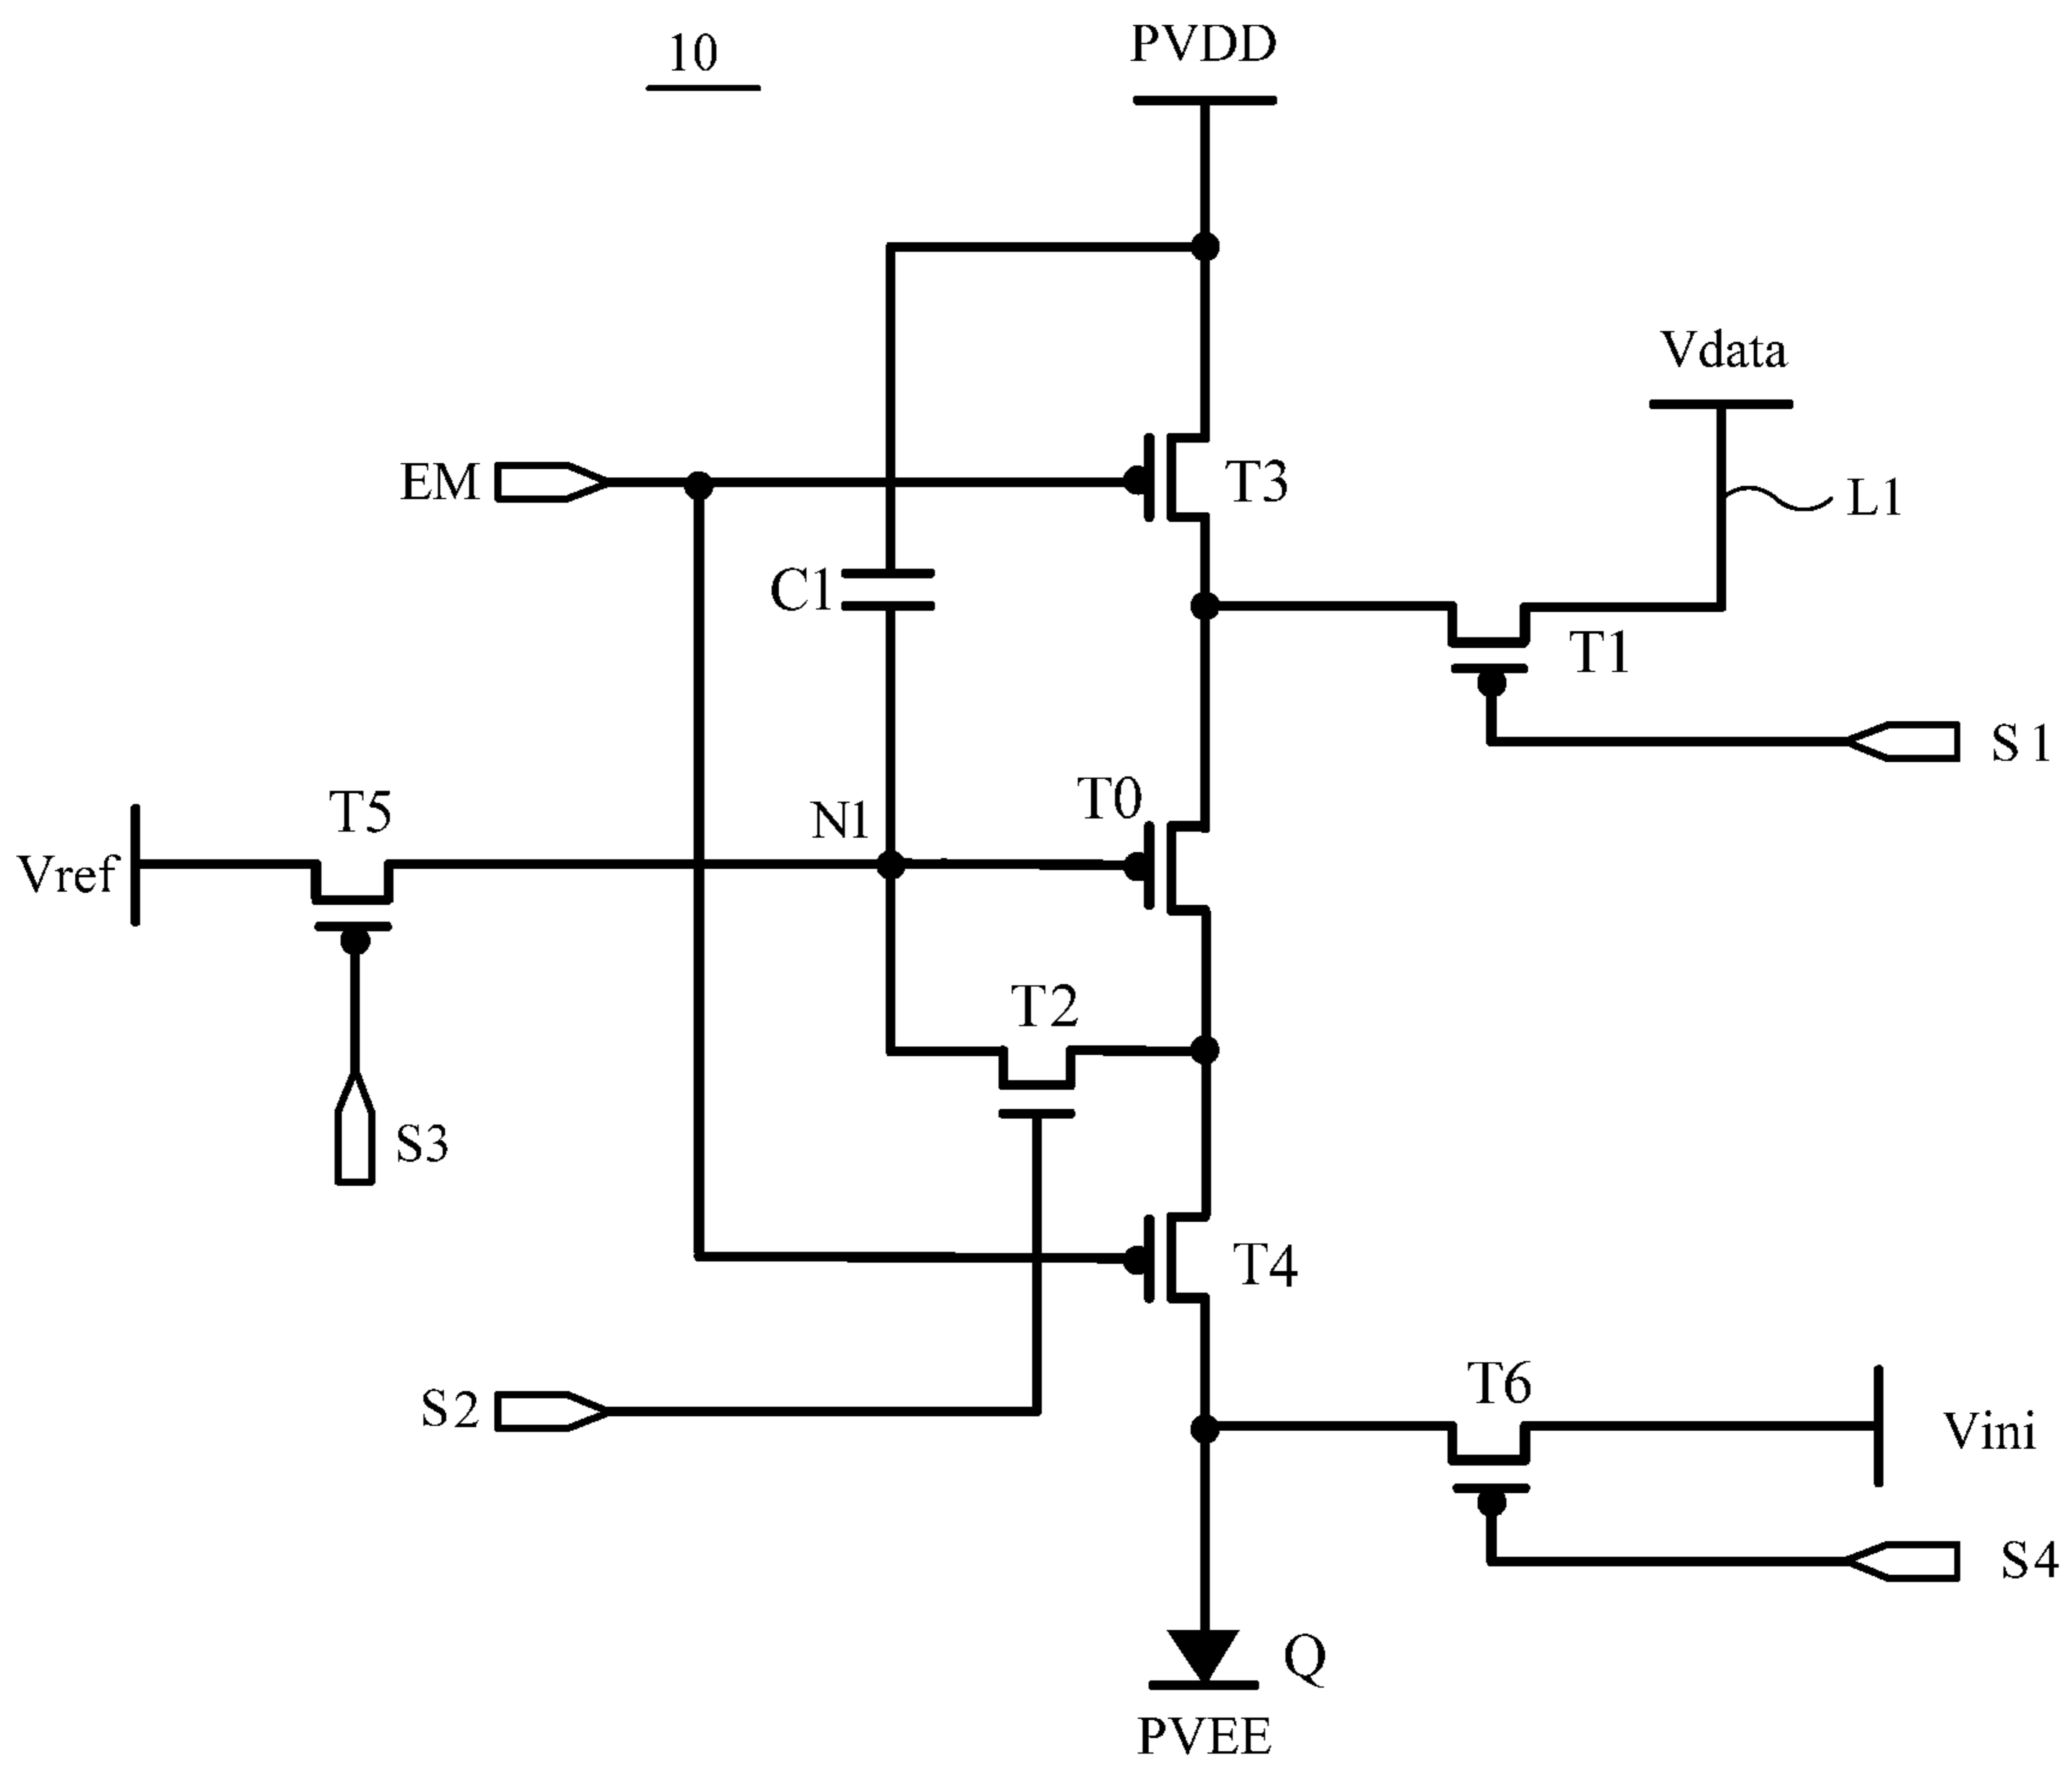 10
PVDD
Vdata
EM
T3
L1
C1
T1
S1
T0
N1
T5
Vref
T2
S3
T4
T6
S2
Vini
S4
Q
PVEE